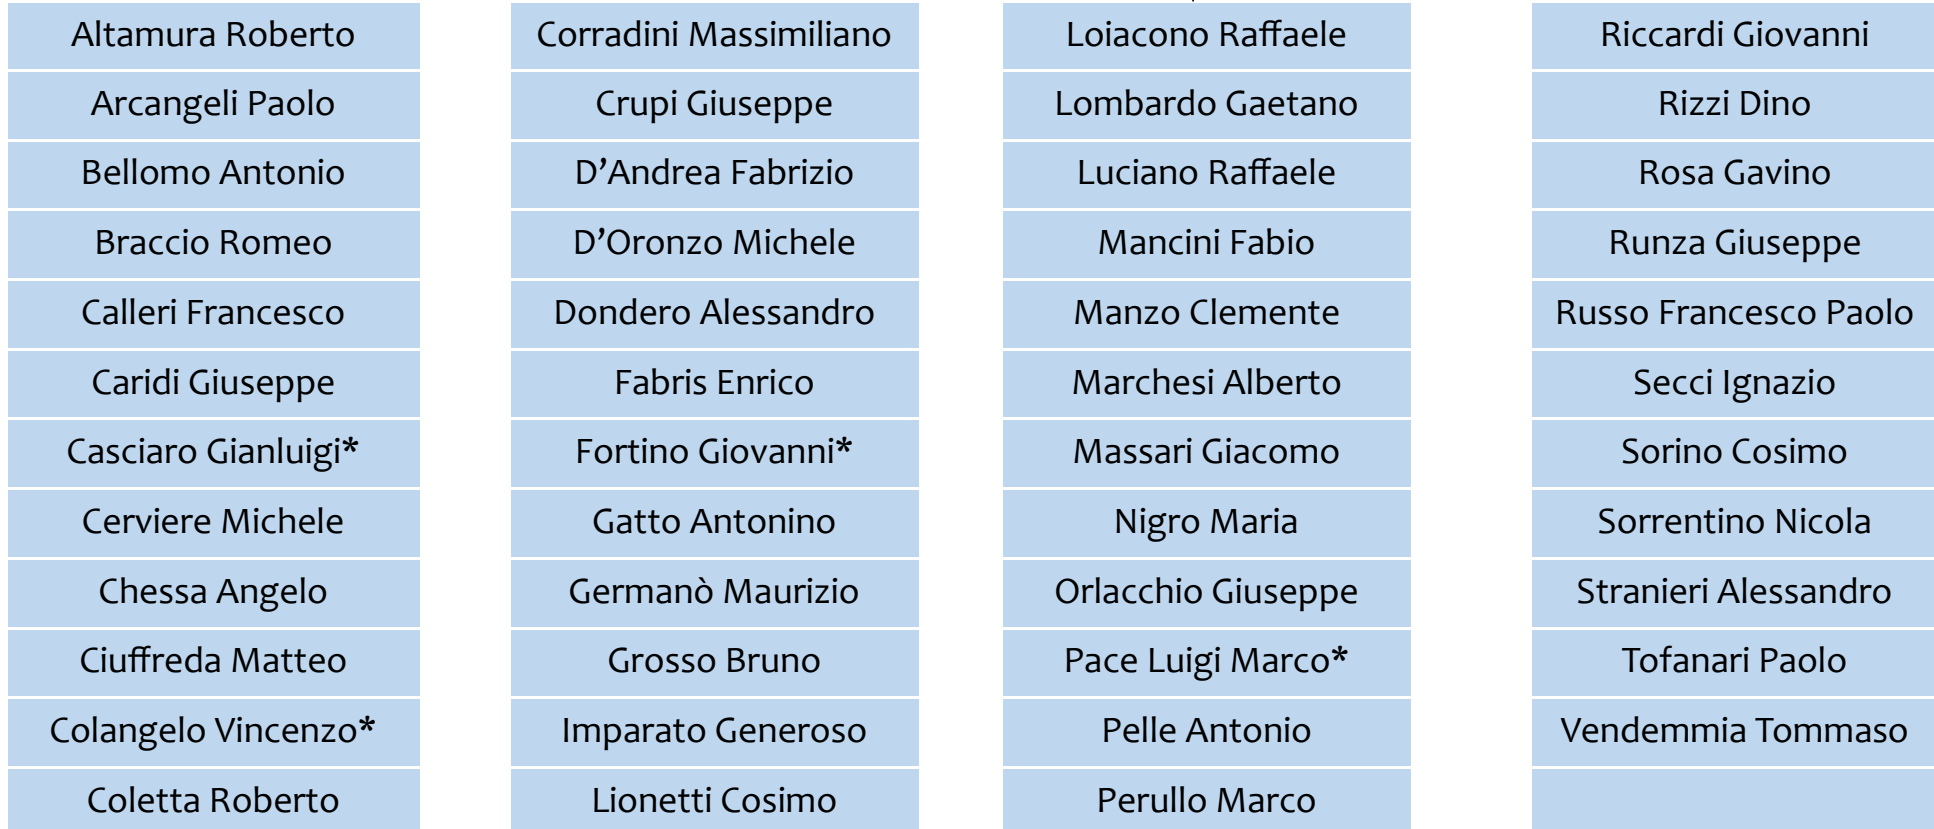 Altamura Roberto
Arcangeli Paolo
Bellomo Antonio
Braccio Romeo
Calleri Francesco
Caridi Giuseppe
Casciaro Gianluigi*
Cerviere Michele
Chessa Angelo
Ciuffreda Matteo
Colangelo Vincenzo*
Coletta Roberto
Corradini Massimiliano
Crupi Giuseppe
D’Andrea Fabrizio
D’Oronzo Michele
Dondero Alessandro
Fabris Enrico
Fortino Giovanni*
Gatto Antonino
Germanò Maurizio
Grosso Bruno
Imparato Generoso
Lionetti Cosimo
Loiacono Raffaele
Lombardo Gaetano
Luciano Raffaele
Mancini Fabio
Manzo Clemente
Marchesi Alberto
Massari Giacomo
Nigro Maria
Orlacchio Giuseppe
Pace Luigi Marco*
Pelle Antonio
Perullo Marco
Riccardi Giovanni
Rizzi Dino
Rosa Gavino
Runza Giuseppe
Russo Francesco Paolo
Secci Ignazio
Sorino Cosimo
Sorrentino Nicola
Stranieri Alessandro
Tofanari Paolo
Vendemmia Tommaso